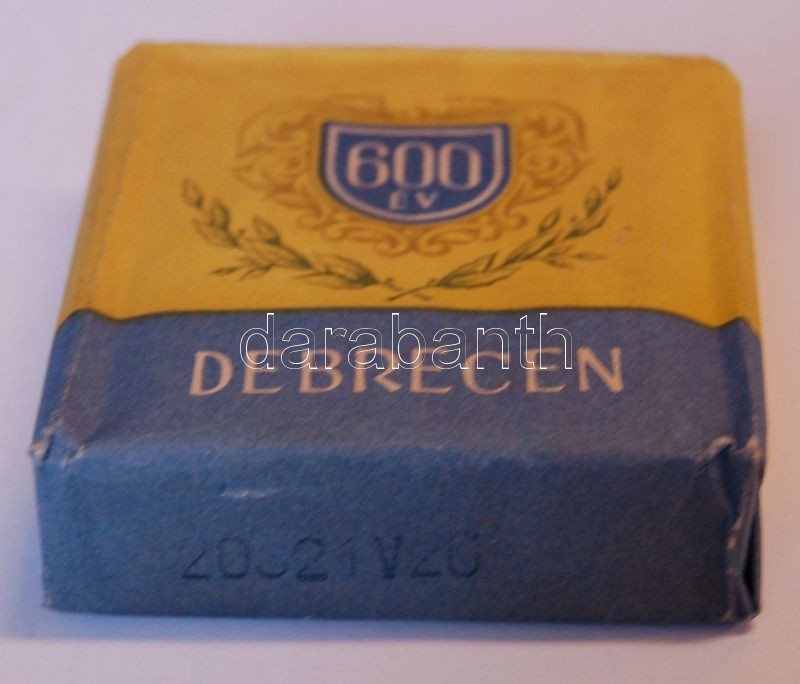 600
ÉV
darabanth
DEBRECEN